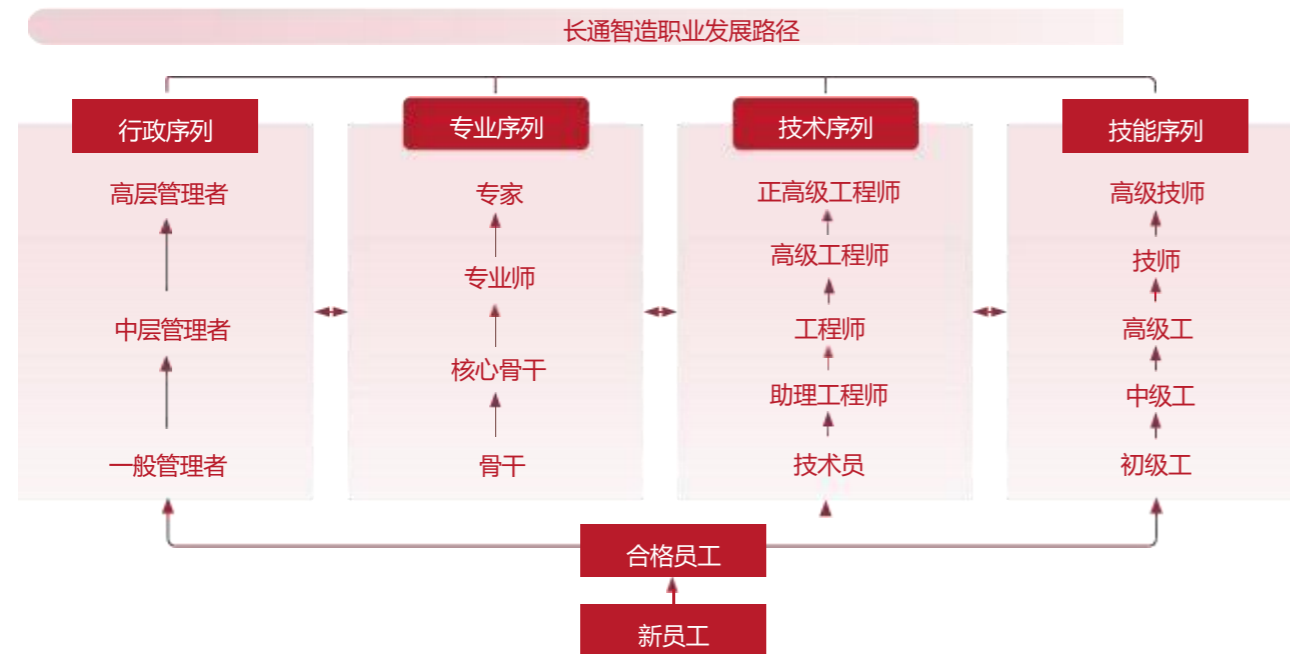 长通智造职业发展路径
行政序列
高层管理者
中层管理者
一般管理者
专业序列
专家
专业师
核心骨干
骨干
技术序列
正高级工程师
高级工程师
工程师
助理工程师
技术员
技能序列
高级技师
技师
高级工
中级工
初级工
合格员工
新员工